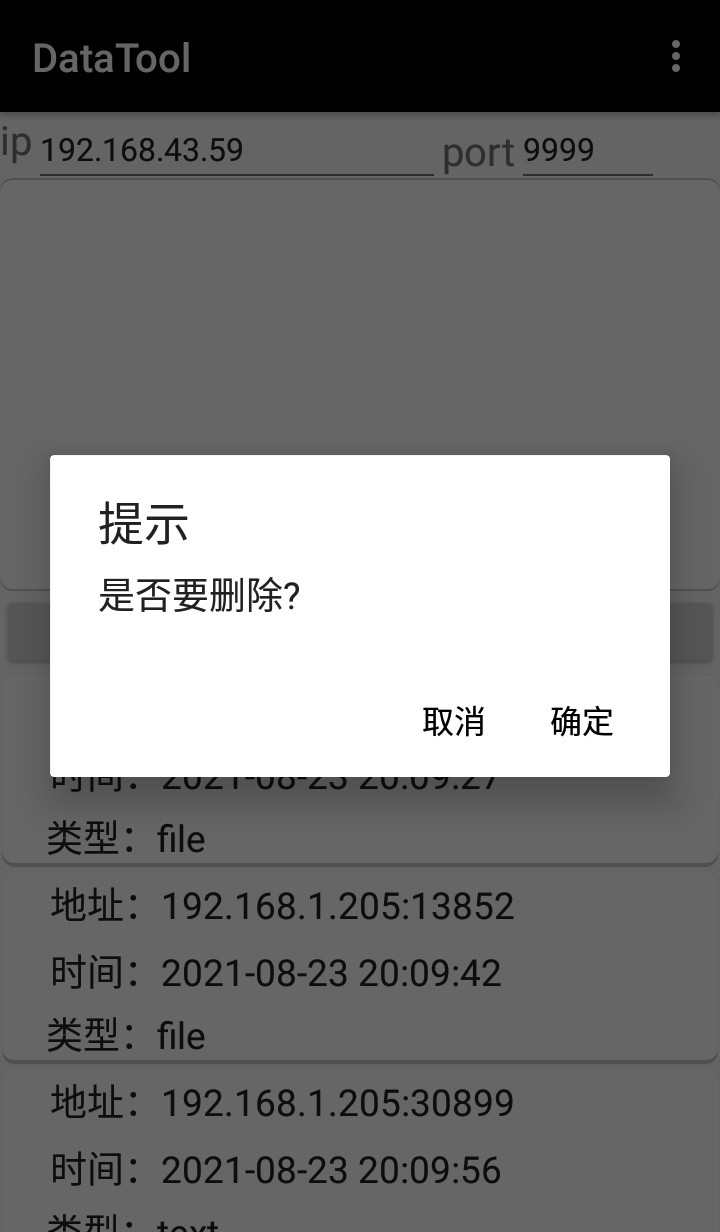 DataTool
ip 192.168.43.59 port 9999
提示
是否要删除?
取消 确定
时间：2021-08-23 20:09:27
类型：file
地址：192.168.1.205:13852
时间：2021-08-23 20:09:42
类型：file
地址：192.168.1.205:30899
时间：2021-08-23 20:09:56
类型：text